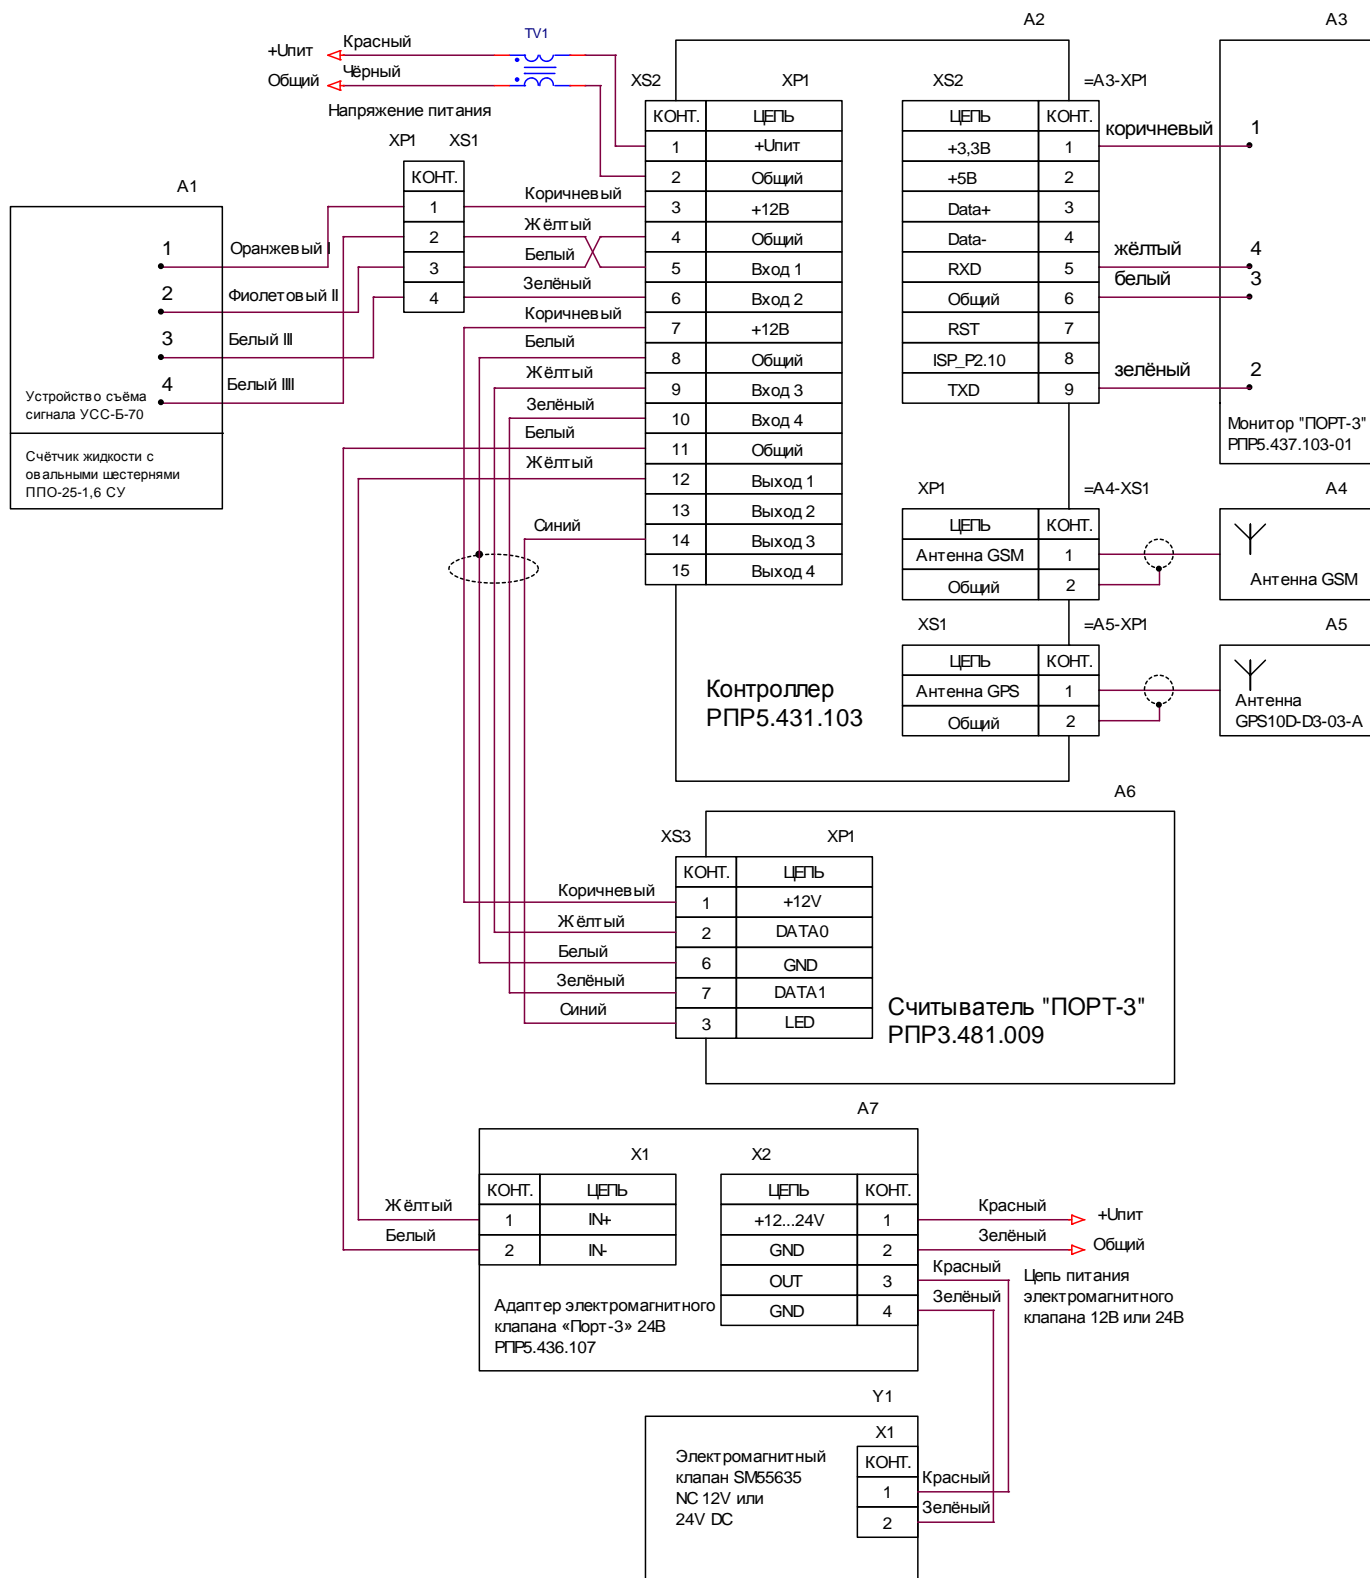 A2
A3
TV1
+Uпит
Красный
Общий
Чёрный
Напряжение питания
XS2
XP1
КОНТ.
ЦЕПЬ
1
+Uпит
2
Общий
3
+12В
4
Общий
5
Вход 1
6
Вход 2
7
+12В
8
Общий
9
Вход 3
10
Вход 4
11
Общий
12
Выход 1
13
Выход 2
14
Выход 3
15
Выход 4
XS2
=A3-XP1
ЦЕПЬ
КОНТ.
+3,3В
1
+5В
2
Data+
3
Data-
4
RXD
5
Общий
6
RST
7
ISP_P2.10
8
TXD
9
коричневый
1
жёлтый
4
белый
3
зелёный
2
Монитор "ПОРТ-3"
РПР5.437.103-01
XP1
XS1
КОНТ.
1
2
3
4
Коричневый
Жёлтый
Белый
Зелёный
Коричневый
Белый
Жёлтый
Зелёный
Белый
Жёлтый
Синий
A1
1
Оранжевый I
2
Фиолетовый II
3
Белый III
4
Белый IIII
Устройство съёма
сигнала УСС-Б-70
Счётчик жидкости с
овальными шестернями
ППО-25-1,6 СУ
XP1
=A4-XS1
A4
ЦЕПЬ
КОНТ.
Антенна GSM
1
Общий
2
Антенна GSM
XS1
=A5-XP1
A5
ЦЕПЬ
КОНТ.
Антенна GPS
1
Общий
2
Антенна
GPS10D-D3-03-A
Контроллер
РПР5.431.103
A6
XS3
XP1
КОНТ.
ЦЕПЬ
Коричневый
1
+12V
Жёлтый
2
DATA0
Белый
6
GND
Зелёный
7
DATA1
Синий
3
LED
Считыватель "ПОРТ-3"
РПР3.481.009
A7
X1
X2
КОНТ.
ЦЕПЬ
Жёлтый
1
IN+
Белый
2
IN-
ЦЕПЬ
КОНТ.
+12...24V
1
GND
2
OUT
3
GND
4
Красный
+Uпит
Зелёный
Общий
Красный
Зелёный
Цепь питания
электромагнитного
клапана 12В или 24В
Адаптер электромагнитного
клапана «Порт-3» 24В
РПР5.436.107
Y1
X1
КОНТ.
1
2
Красный
Зелёный
Электромагнитный
клапан SM55635
NC 12V или
24V DC